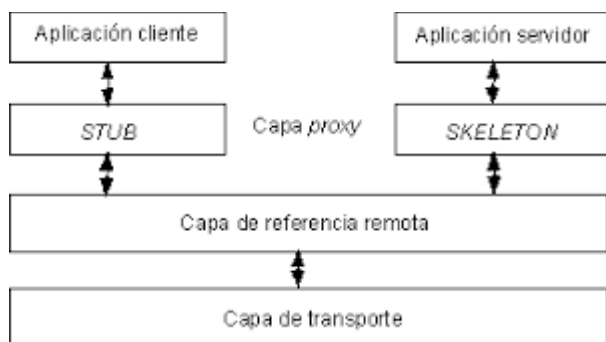 Aplicación cliente
Aplicación servidor
STUB
Capa proxy
SKELETON
Capa de referencia remota
Capa de transporte